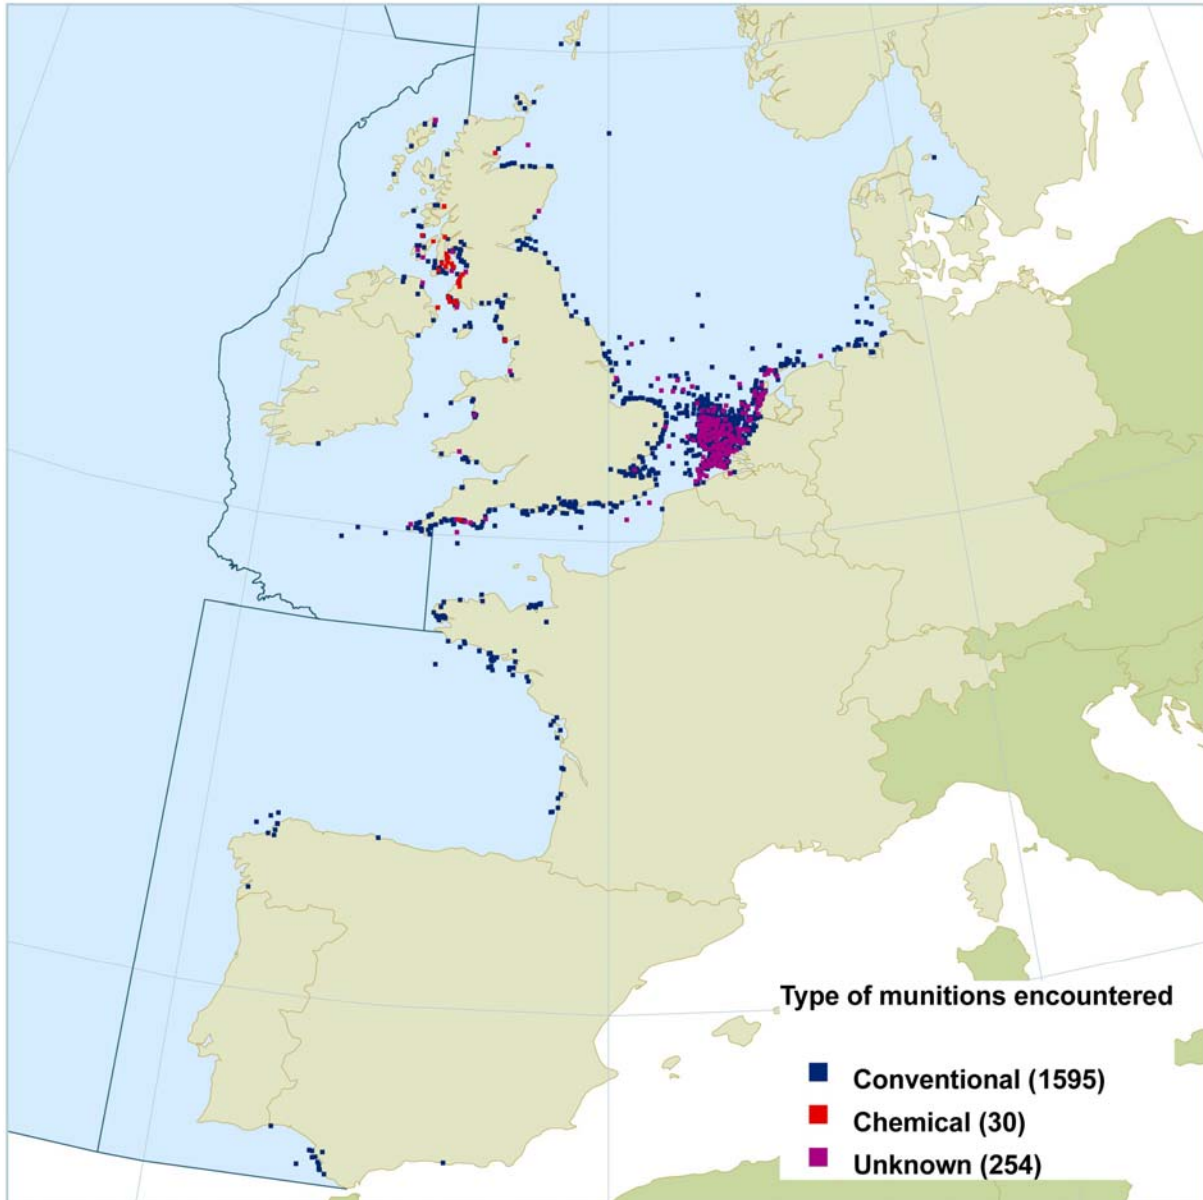 Type of munitions encountered
Conventional (1595)
Chemical (30)
Unknown (254)